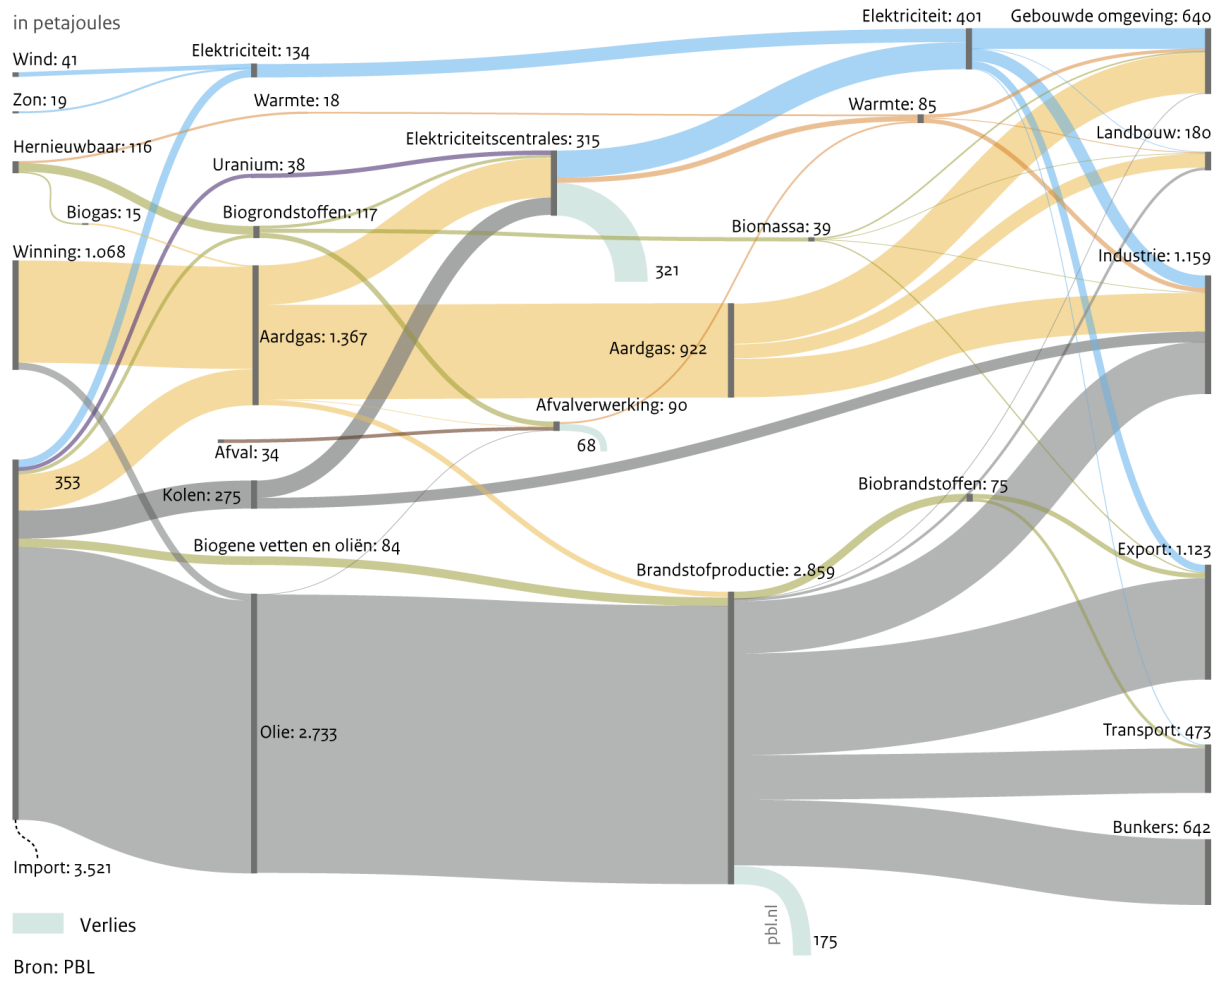 in petajoules
Elektriciteit: 401
Gebouwde omgeving: 640
Wind: 41
Elektriciteit: 134
Zon: 19
Warmte: 18
Warmte: 85
Hernieuwbaar: 116
Elektriciteitscentrales: 315
Landbouw: 180
Uranium: 38
Biogas: 15
Biogrondstoffen: 117
Biomassa: 39
Winning: 1.068
Industrie: 1.159
321
Aardgas: 1.367
Aardgas: 922
Afvalverwerking: 90
68
Afval: 34
353
Kolen: 275
Biobrandstoffen: 75
Biogene vetten en oliën: 84
Export: 1.123
Brandstofproductie: 2.859
Olie: 2.733
Transport: 473
Bunkers: 642
Import: 3.521
Verlies
pbl.nl
175
Bron: PBL